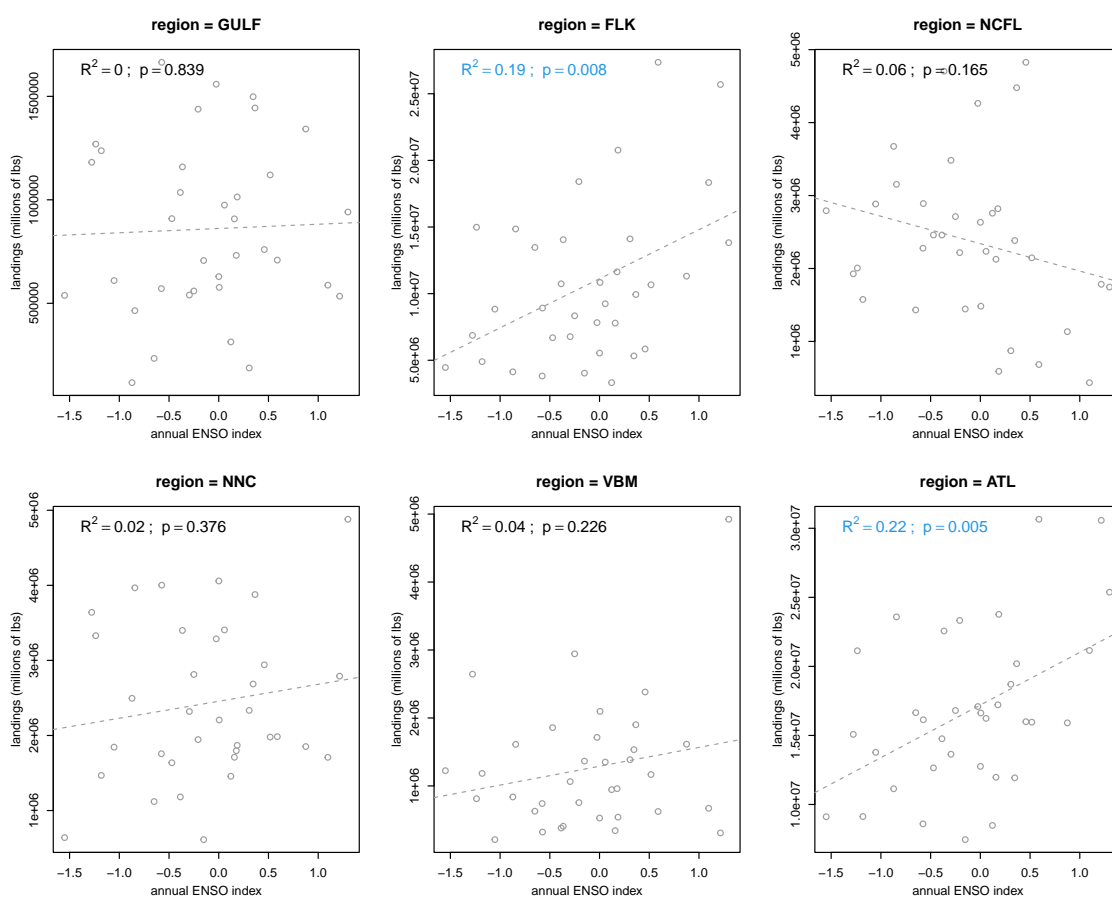 region = GULF
R² = 0 ; p = 0.839
landings (millions of lbs)
500000 1000000 1500000
−1.5 −1.0 −0.5 0.0 0.5 1.0
annual ENSO index
region = FLK
R² = 0.19 ; p = 0.008
landings (millions of lbs)
5.0e+06 1.0e+07 1.5e+07 2.0e+07 2.5e+07
−1.5 −1.0 −0.5 0.0 0.5 1.0
annual ENSO index
region = NCFL
R² = 0.06 ; p = 0.165
landings (millions of lbs)
1e+06 2e+06 3e+06 4e+06 5e+06
−1.5 −1.0 −0.5 0.0 0.5 1.0
annual ENSO index
region = NNC
R² = 0.02 ; p = 0.376
landings (millions of lbs)
1e+06 2e+06 3e+06 4e+06 5e+06
−1.5 −1.0 −0.5 0.0 0.5 1.0
annual ENSO index
region = VBM
R² = 0.04 ; p = 0.226
landings (millions of lbs)
1e+06 2e+06 3e+06 4e+06 5e+06
−1.5 −1.0 −0.5 0.0 0.5 1.0
annual ENSO index
region = ATL
R² = 0.22 ; p = 0.005
landings (millions of lbs)
1.0e+07 1.5e+07 2.0e+07 2.5e+07 3.0e+07
−1.5 −1.0 −0.5 0.0 0.5 1.0
annual ENSO index